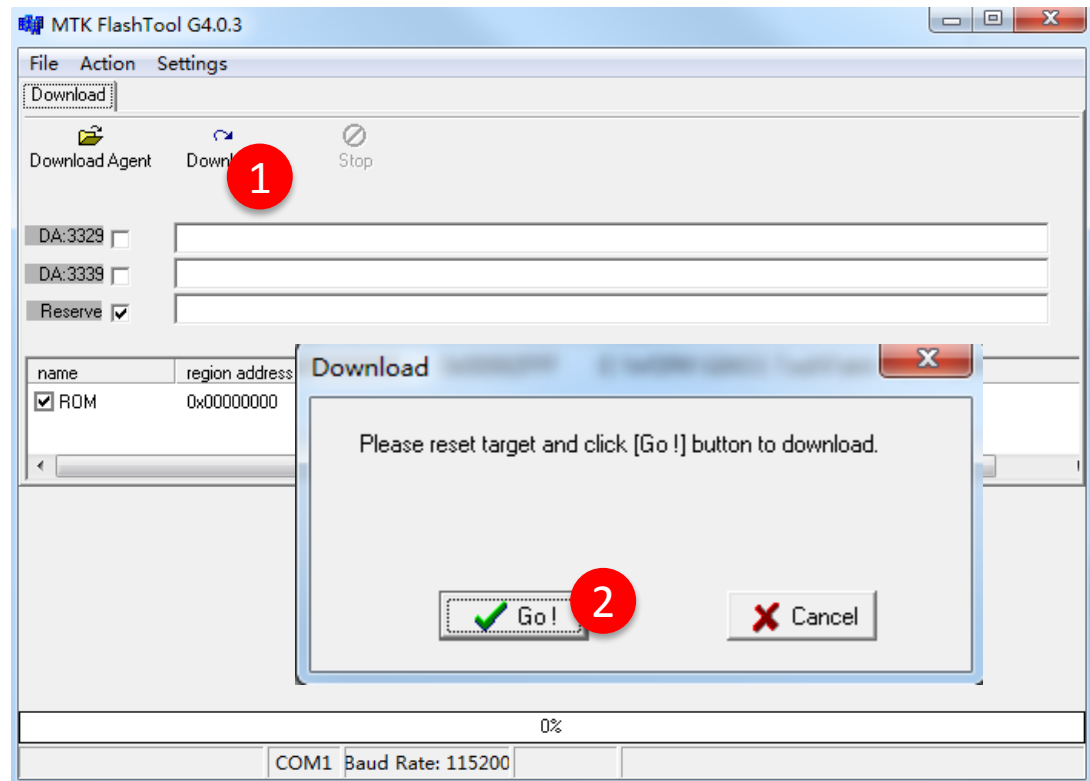 MTK FlashTool G4.0.3
File Action Settings
Download
Download Agent
Stop
1
DA:3329
DA:3339
Reserve
name region address
ROM 0x00000000
Download
Please reset target and click [Go !] button to download.
Go !
2
Cancel
0%
COM1 Baud Rate: 115200